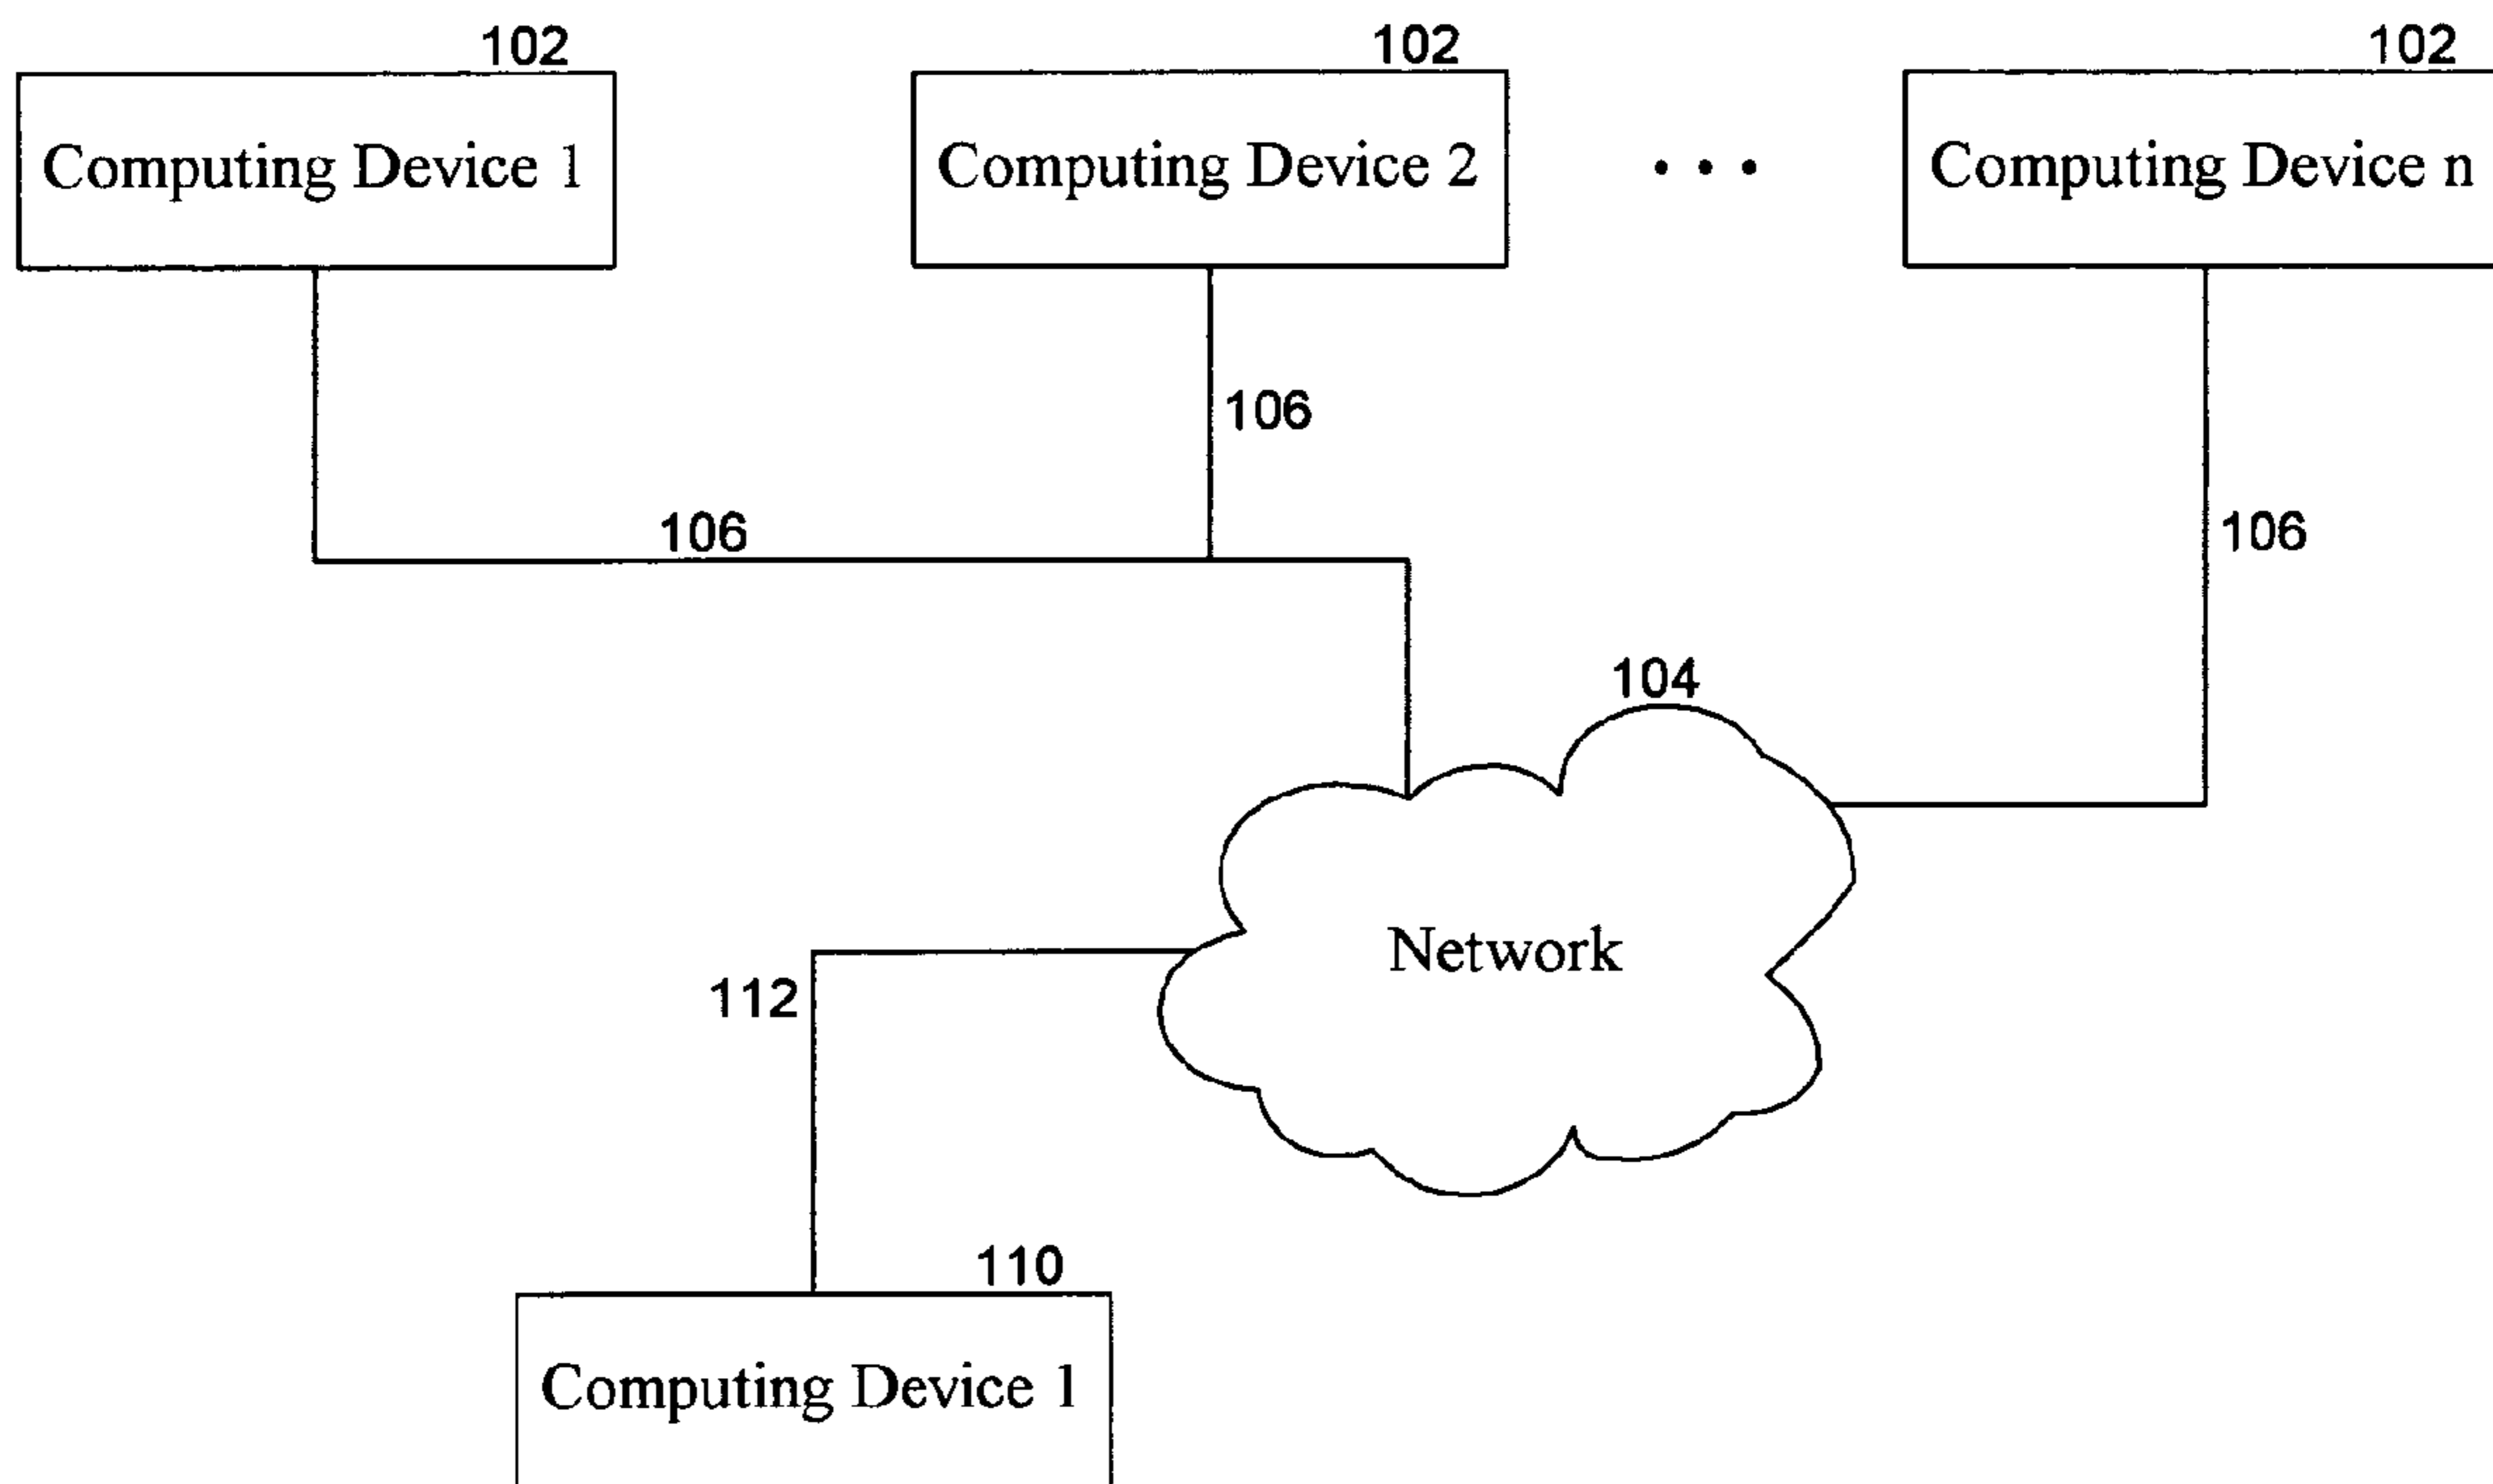 102
102
102
Computing Device 1
Computing Device 2
• • •
Computing Device n
106
106
106
104
Network
112
110
Computing Device 1